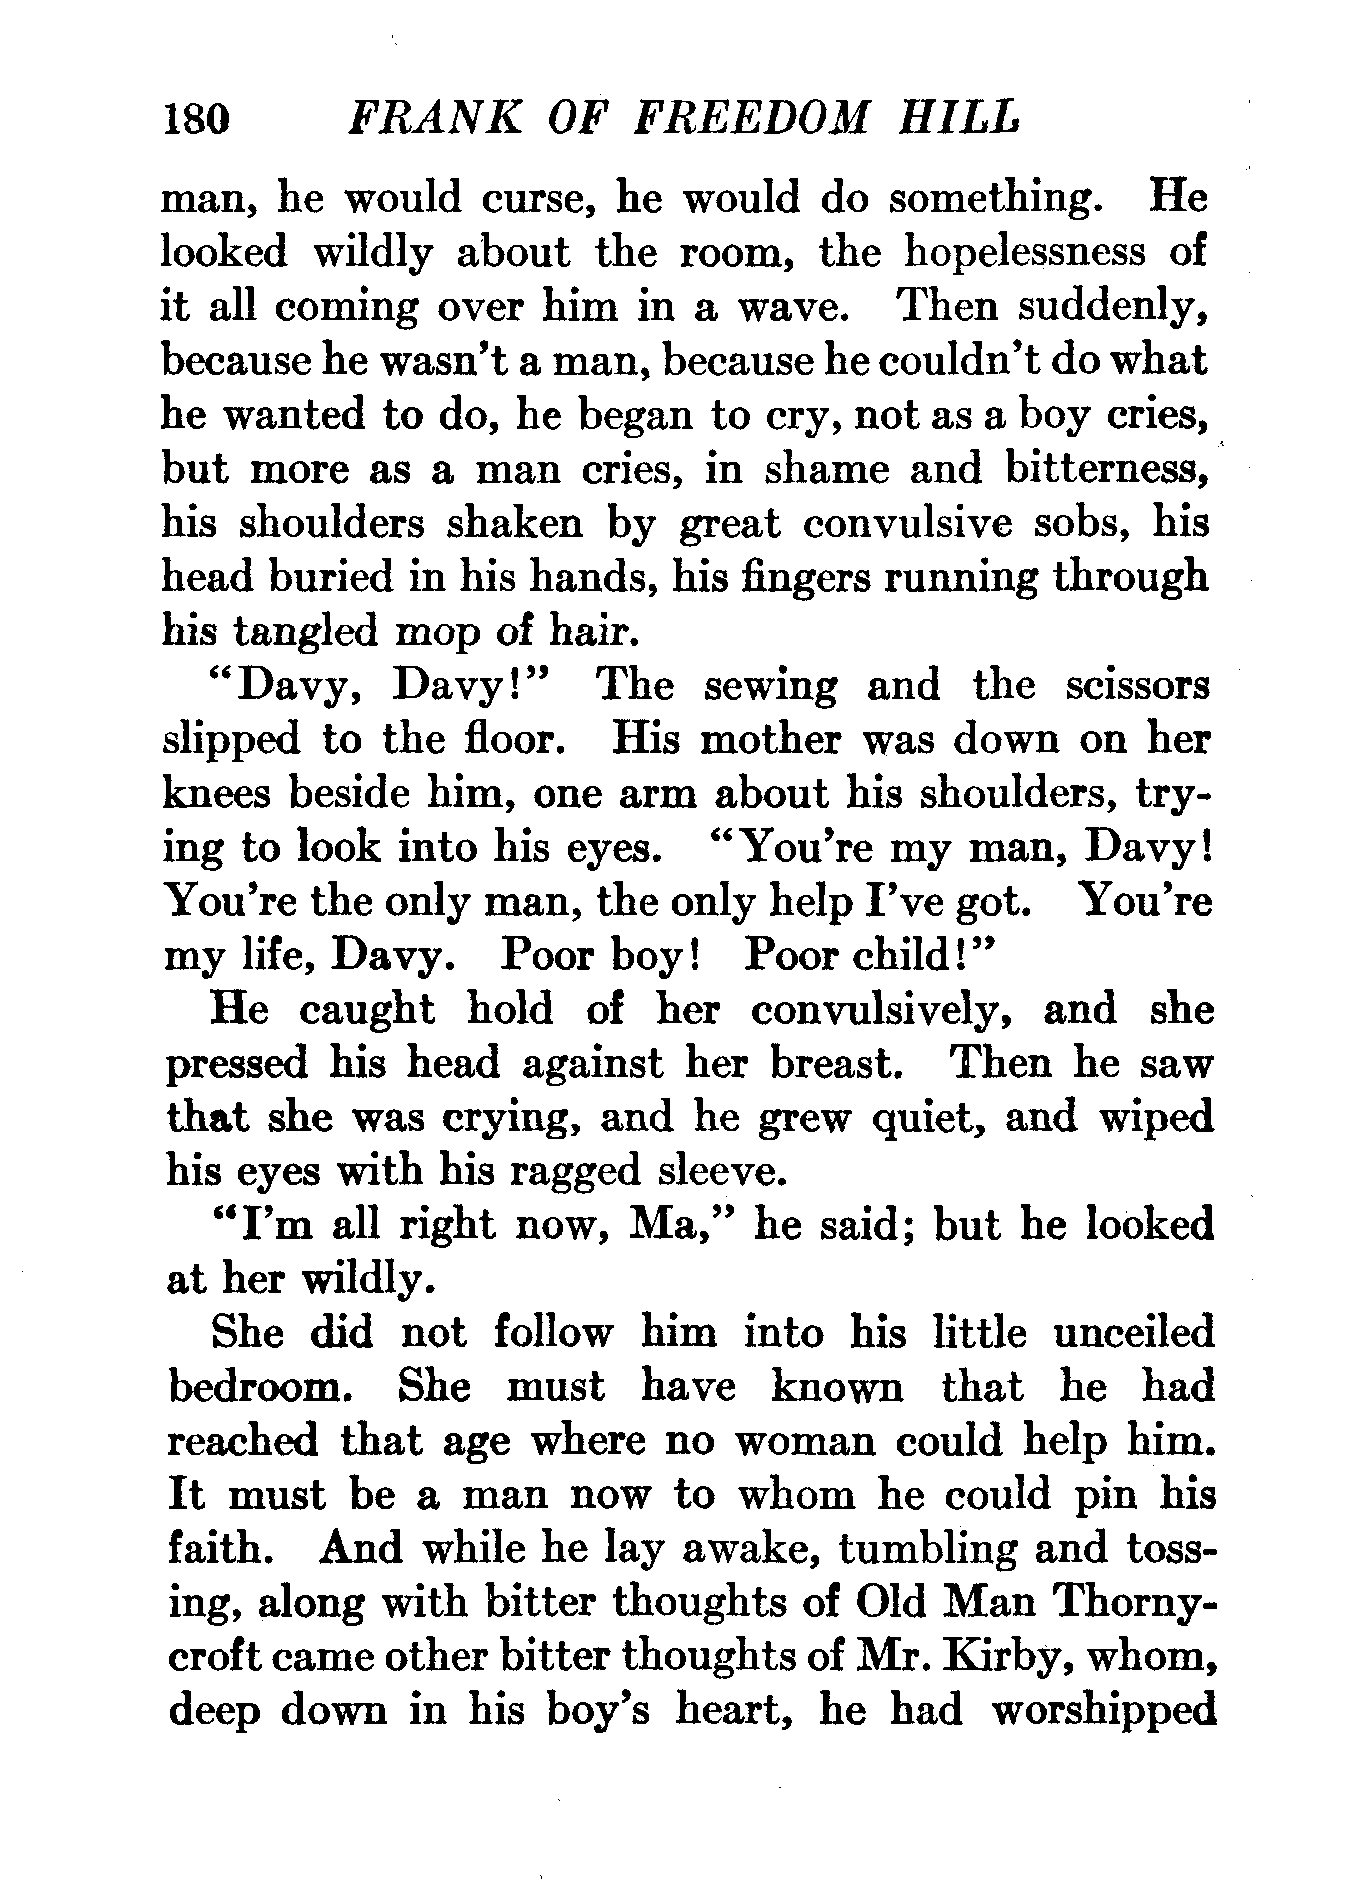 180 FRANK OF FREEDOM HILL
man, he would curse, he would do something. He
looked wildly about the room, the hopelessness of
it all coming over him in a wave. Then suddenly,
because he wasn't a man, because he couldn't do what
he wanted to do, he began to cry, not as a boy cries,
but more as a man cries, in shame and bitterness,
his shoulders shaken by great convulsive sobs, his
head buried in his hands, his fingers running through
his tangled mop of hair.
"Davy, Davy!" The sewing and the scissors
slipped to the floor. His mother was down on her
knees beside him, one arm about his shoulders, try-
ing to look into his eyes. "You're my man, Davy!
You're the only man, the only help I've got. You're
my life, Davy. Poor boy! Poor child!"
He caught hold of her convulsively, and she
pressed his head against her breast. Then he saw
that she was crying, and he grew quiet, and wiped
his eyes with his ragged sleeve.
"I'm all right now, Ma," he said; but he looked
at her wildly.
She did not follow him into his little unceiled
bedroom. She must have known that he had
reached that age where no woman could help him.
It must be a man now to whom he could pin his
faith. And while he lay awake, tumbling and toss-
ing, along with bitter thoughts of Old Man Thorny-
croft came other bitter thoughts of Mr. Kirby, whom,
deep down in his boy's heart, he had worshipped